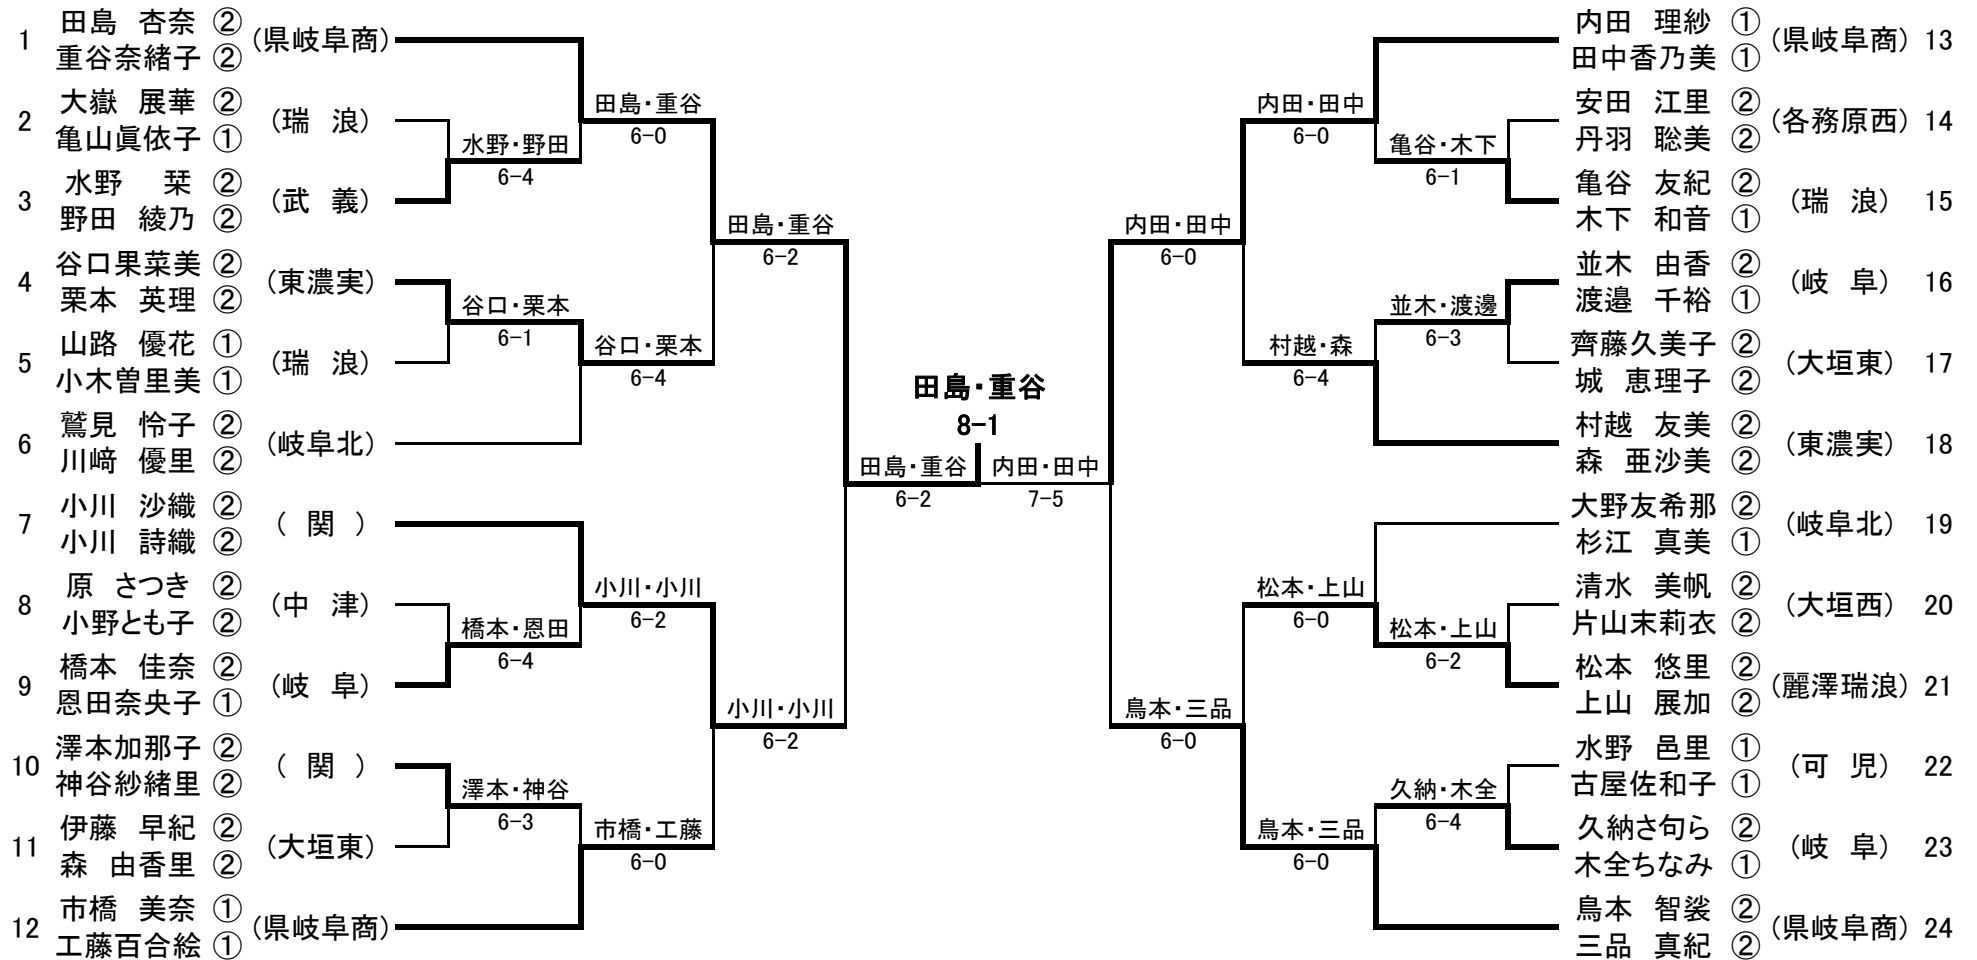 1 田島 杏奈 ② (県岐阜商)
重谷奈緒子 ②
2 大嶽 展華 ② (瑞 浪)
亀山眞依子 ①
3 水野 栞 ② (武 義)
野田 綾乃 ②
4 谷口果菜美 ② (東濃実)
栗本 英理 ②
5 山路 優花 ① (瑞 浪)
小木曽里美 ①
6 鷲見 怜子 ② (岐阜北)
川﨑 優里 ②
7 小川 沙織 ② ( 関 )
小川 詩織 ②
8 原 さつき ② (中 津)
小野とも子 ②
9 橋本 佳奈 ② (岐 阜)
恩田奈央子 ①
10 澤本加那子 ② ( 関 )
神谷紗緒里 ②
11 伊藤 早紀 ② (大垣東)
森 由香里 ②
12 市橋 美奈 ① (県岐阜商)
工藤百合絵 ①
水野・野田
6-4
谷口・栗本
6-1
橋本・恩田
6-4
澤本・神谷
6-3
田島・重谷
6-0
谷口・栗本
6-4
小川・小川
6-2
市橋・工藤
6-0
田島・重谷
6-2
小川・小川
6-2
田島・重谷
6-2
田島・重谷
8-1
内田・田中
7-5
内田・田中
6-0
鳥本・三品
6-0
内田・田中
6-0
村越・森
6-4
松本・上山
6-0
鳥本・三品
6-0
亀谷・木下
6-1
並木・渡邊
6-3
松本・上山
6-2
久納・木全
6-4
内田 理紗 ① (県岐阜商) 13
田中香乃美 ①
安田 江里 ② (各務原西) 14
丹羽 聡美 ②
亀谷 友紀 ② (瑞 浪) 15
木下 和音 ①
並木 由香 ② (岐 阜) 16
渡邉 千裕 ①
齊藤久美子 ② (大垣東) 17
城 恵理子 ②
村越 友美 ② (東濃実) 18
森 亜沙美 ②
大野友希那 ② (岐阜北) 19
杉江 真美 ①
清水 美帆 ② (大垣西) 20
片山末莉衣 ②
松本 悠里 ② (麗澤瑞浪) 21
上山 展加 ②
水野 邑里 ① (可 児) 22
古屋佐和子 ①
久納さ句ら ② (岐 阜) 23
木全ちなみ ①
鳥本 智裟 ② (県岐阜商) 24
三品 真紀 ②